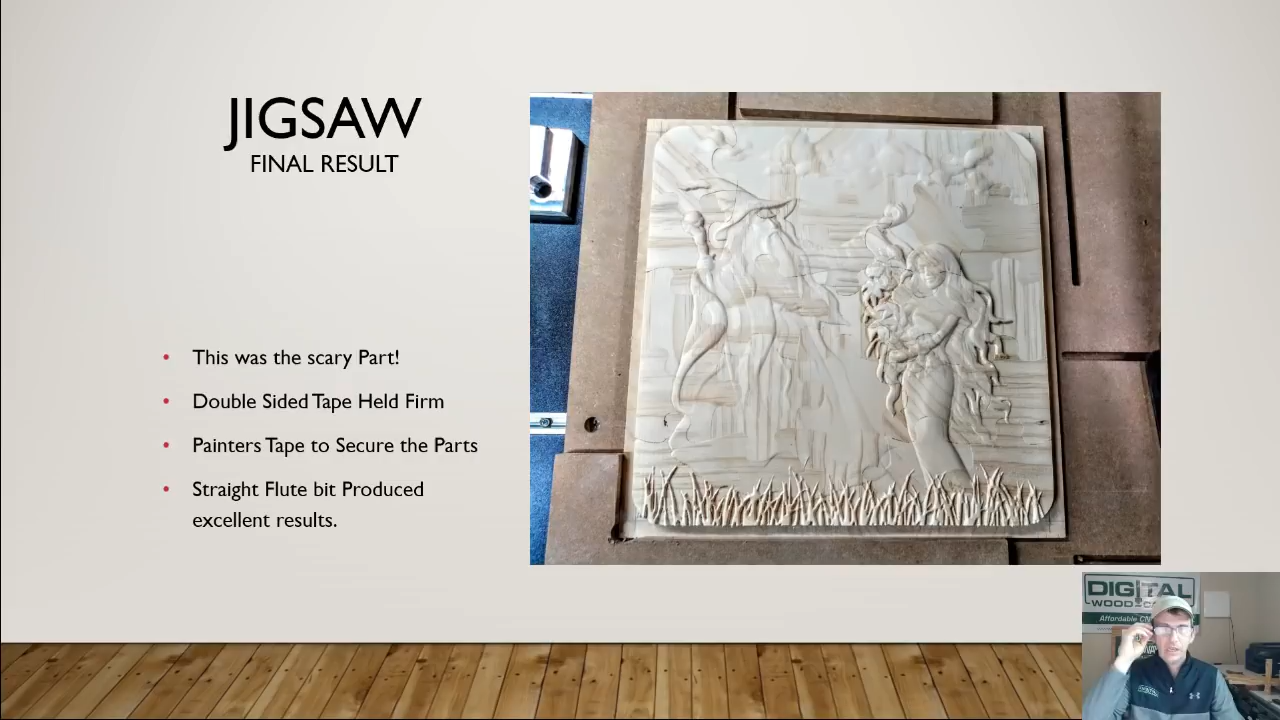 JIGSAW
FINAL RESULT
• This was the scary Part!
• Double Sided Tape Held Firm
• Painters Tape to Secure the Parts
• Straight Flute bit Produced
excellent results.
DIGITAL
WOOD
Affordable